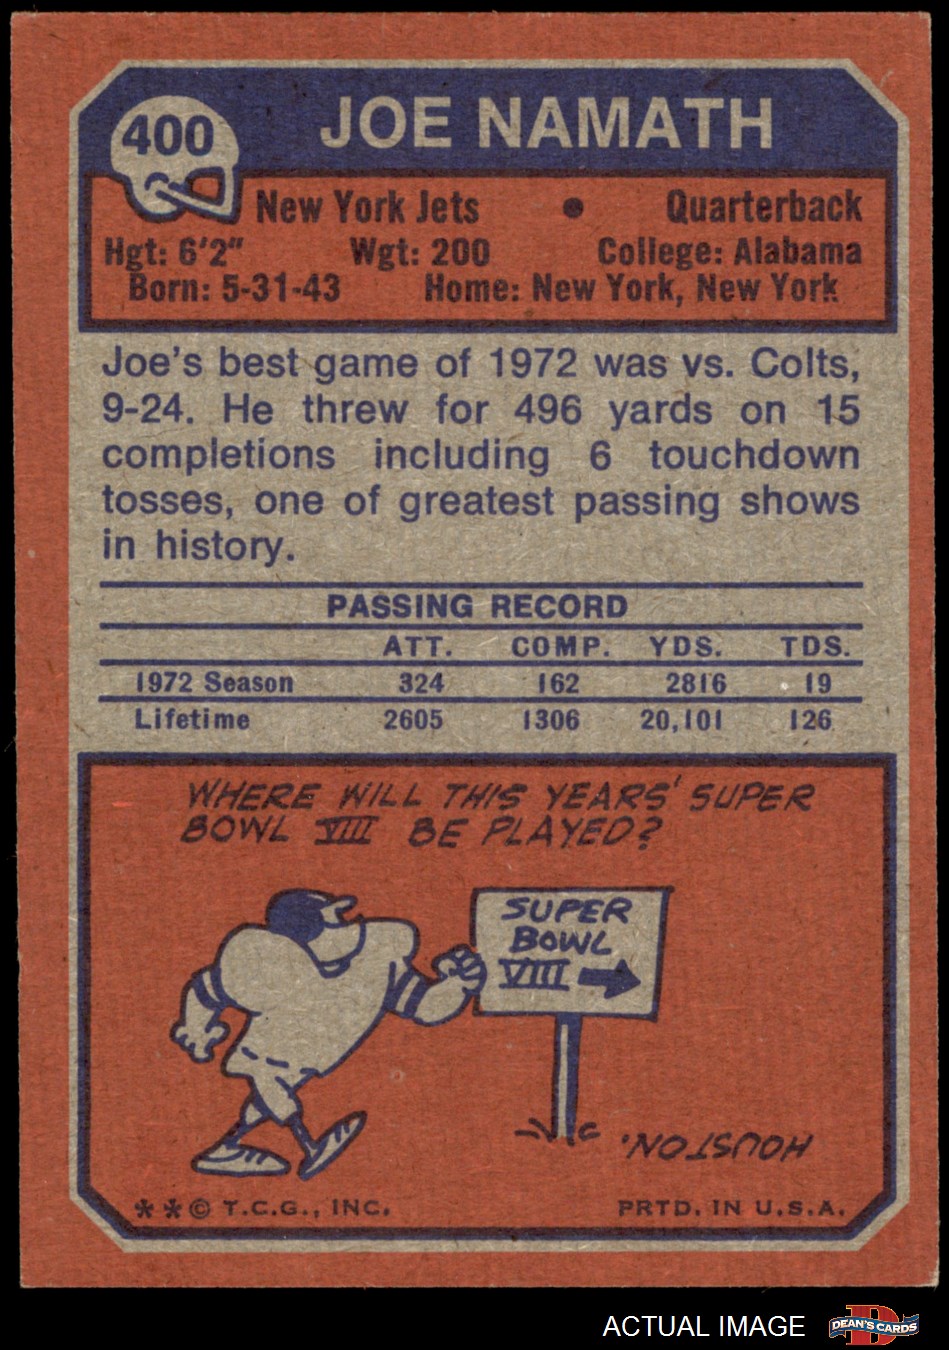 400
JOE NAMATH
New York Jets • Quarterback
Hgt: 6'2" Wgt: 200 College: Alabama
Born: 5-31-43 Home: New York, New York
Joe's best game of 1972 was vs. Colts,
9-24. He threw for 496 yards on 15
completions including 6 touchdown
tosses, one of greatest passing shows
in history.
PASSING RECORD
ATT. COMP. YDS. TDS.
1972 Season 324 162 2816 19
Lifetime 2605 1306 20,101 126
WHERE WILL THIS YEARS' SUPER
BOWL VIII BE PLAYED?
SUPER
BOWL
VIII
HOUSTON.
** © T.C.G., INC. PRTD. IN U.S.A.
ACTUAL IMAGE
DEAN'S CARDS